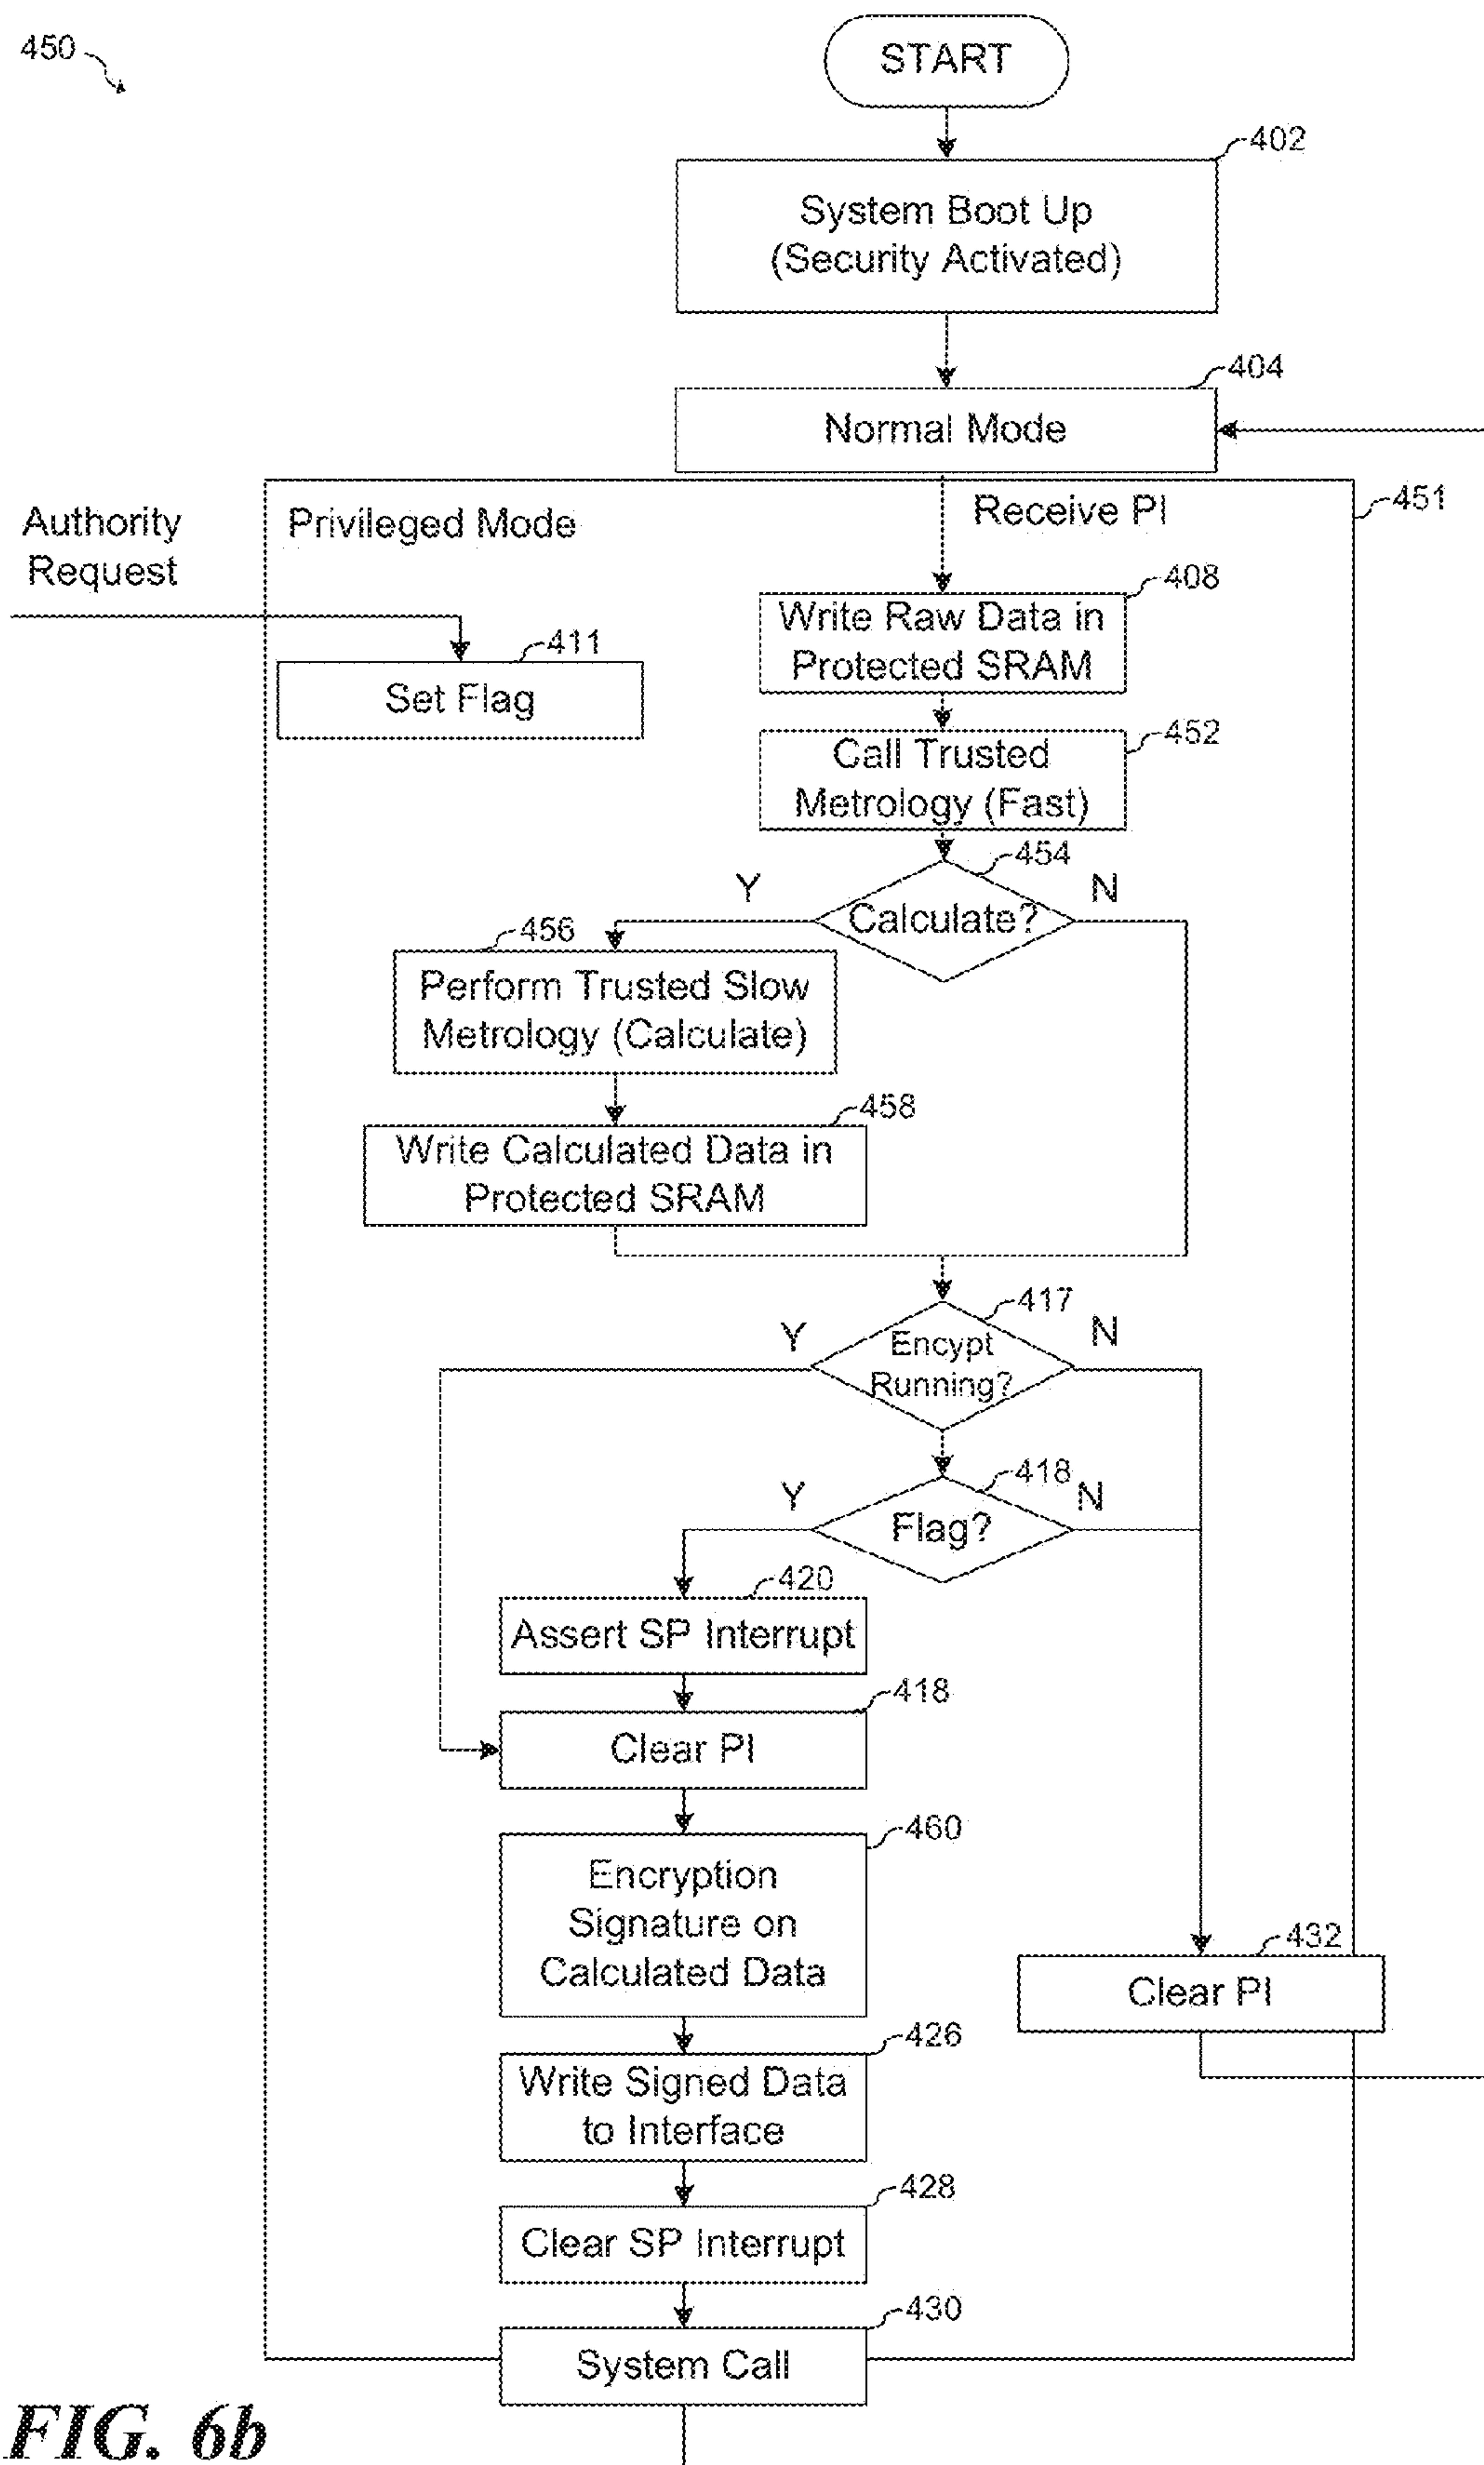 450
START
402
System Boot Up
(Security Activated)
404
Normal Mode
451
Authority
Request
Privileged Mode
Receive PI
408
Write Raw Data in
Protected SRAM
411
Set Flag
452
Call Trusted
Metrology (Fast)
454
Y
N
Calculate?
456
Perform Trusted Slow
Metrology (Calculate)
458
Write Calculated Data in
Protected SRAM
417
Y
N
Encypt
Running?
418
Y
N
Flag?
420
Assert SP Interrupt
418
Clear PI
460
Encryption
Signature on
Calculated Data
432
Clear PI
426
Write Signed Data
to Interface
428
Clear SP Interrupt
430
System Call
FIG. 6b